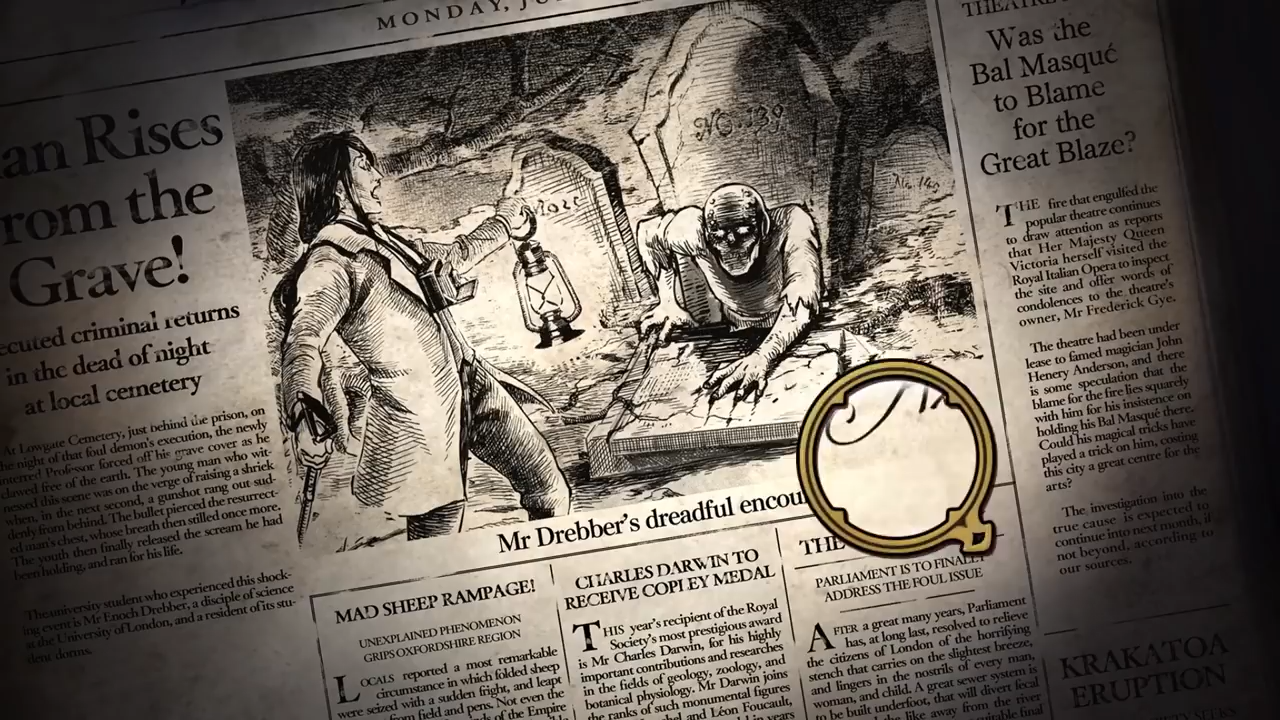 MONDAY, JU
an Rises
rom the
Grave!
ecuted criminal returns
in the dead of night
at local cemetery
At Lowgate Cemetery, just behind the prison, on
the night of that foul demon's execution, the newly
interred Professor forced off his grave cover as he
clawed free of the earth. The young man who wit-
nessed this scene was on the verge of raising a shriek
when, in the next second, a gunshot rang out sud-
denly from behind. The bullet pierced the resurrect-
ed man's chest, whose breath then stilled once more.
The youth then finally released the scream he had
been holding, and ran for his life.
The university student who experienced this shock-
ing event is Mr Enoch Drebber, a disciple of science
at the University of London, and a resident of its stu-
dent dorms.
No. 139
No. 140
Mr Drebber's dreadful encou
MAD SHEEP RAMPAGE!
UNEXPLAINED PHENOMENON
GRIPS OXFORDSHIRE REGION
LOCALS reported a most remarkable
circumstance in which folded sheep
were seized with a sudden fright, and leapt
from field and pens. Not even the
ds of the Empire
CHARLES DARWIN TO
RECEIVE COPLEY MEDAL
THIS year's recipient of the Royal
Society's most prestigious award
is Mr Charles Darwin, for his highly
important contributions and researches
in the fields of geology, zoology, and
botanical physiology. Mr Darwin joins
the ranks of such monumental figures
bel and Léon Foucault,
THE
PARLIAMENT IS TO FINALLY
ADDRESS THE FOUL ISSUE
AFTER a great many years, Parliament
has, at long last, resolved to relieve
the citizens of London of the horrifying
stench that carries on the slightest breeze,
and lingers in the nostrils of every man,
woman, and child. A great sewer system is
to be built underfoot, that will divert fecal
the like away from the river
THEATRE
Was the
Bal Masqué
to Blame
for the
Great Blaze?
THE fire that engulfed the
popular theatre continues
to draw attention as reports
that Her Majesty Queen
Victoria herself visited the
Royal Italian Opera to inspect
the site and offer words of
condolences to the theatre's
owner, Mr Frederick Gye.
The theatre had been under
lease to famed magician John
Henery Anderson, and there
is some speculation that the
blame for the fire lies squarely
with him for his insistence on
holding his Bal Masqué there.
Could his magical tricks have
played a trick on him, costing
this city a great centre for the
arts?
The investigation into the
true cause is expected to
continue into next month, if
not beyond, according to
our sources.
KRAKATOA
ERUPTION